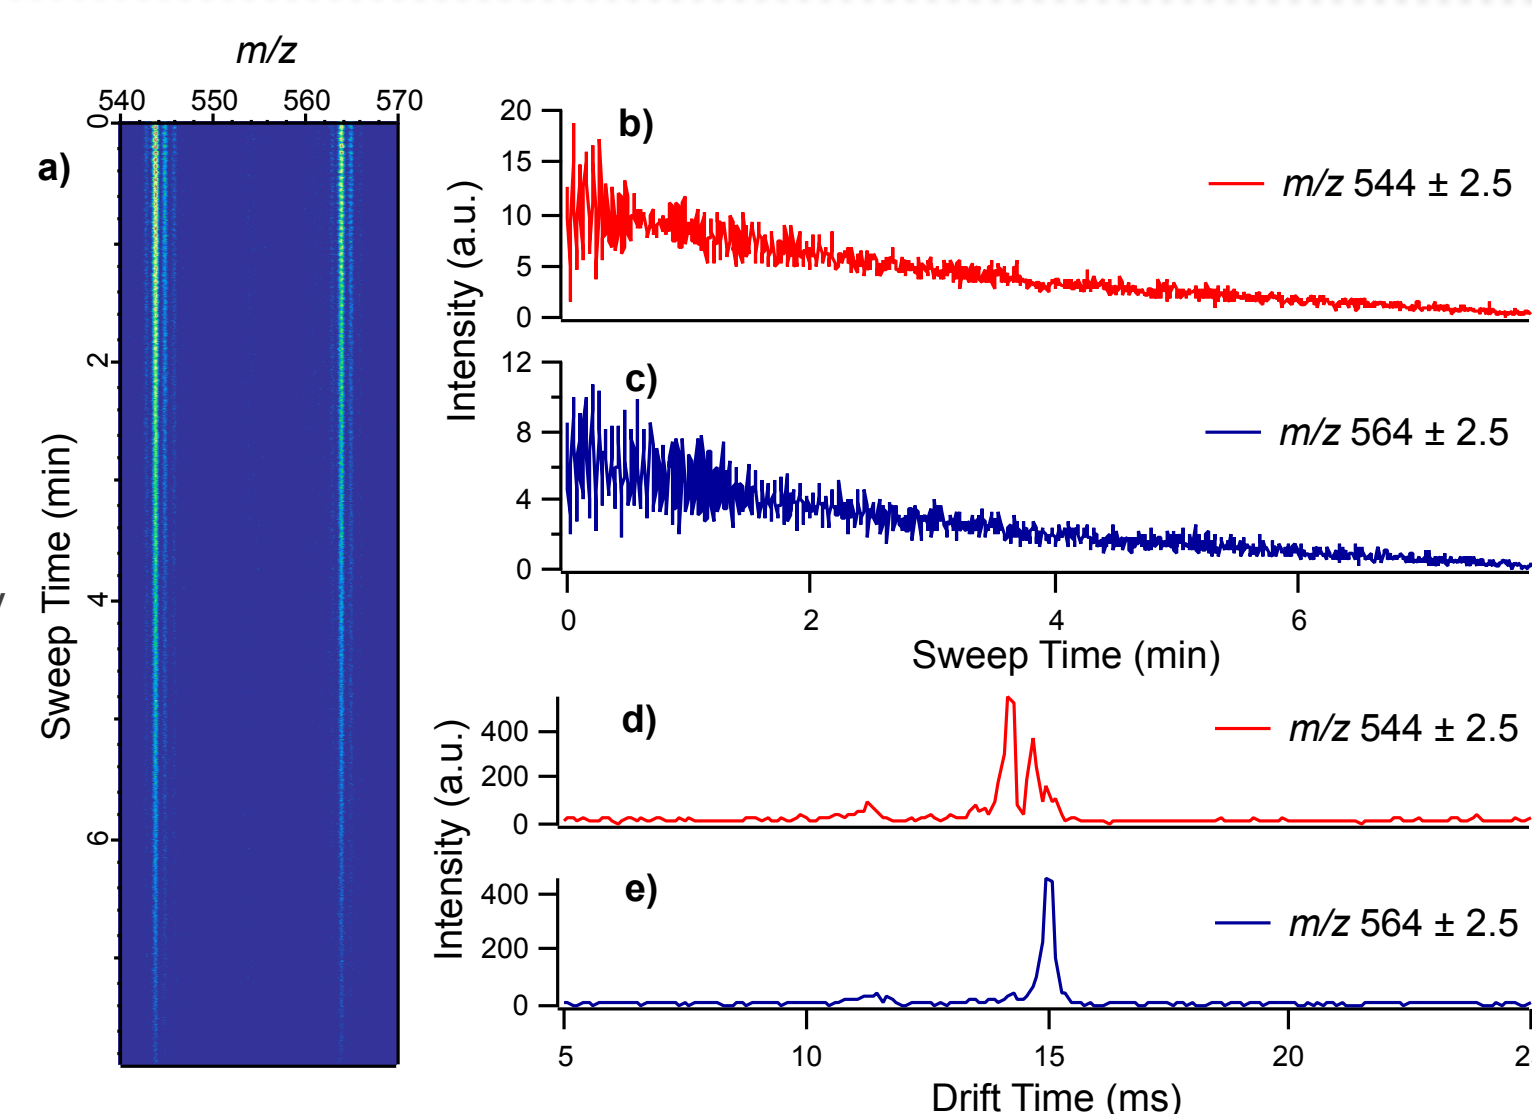 m/z
540 550 560 570
a)
0
2
4
6
Sweep Time (min)
b)
20
15
10
5
0
Intensity (a.u.)
m/z 544 ± 2.5
c)
12
8
4
0
m/z 564 ± 2.5
0 2 4 6
Sweep Time (min)
d)
400
200
0
Intensity (a.u.)
m/z 544 ± 2.5
e)
400
200
0
m/z 564 ± 2.5
5 10 15 20 2
Drift Time (ms)